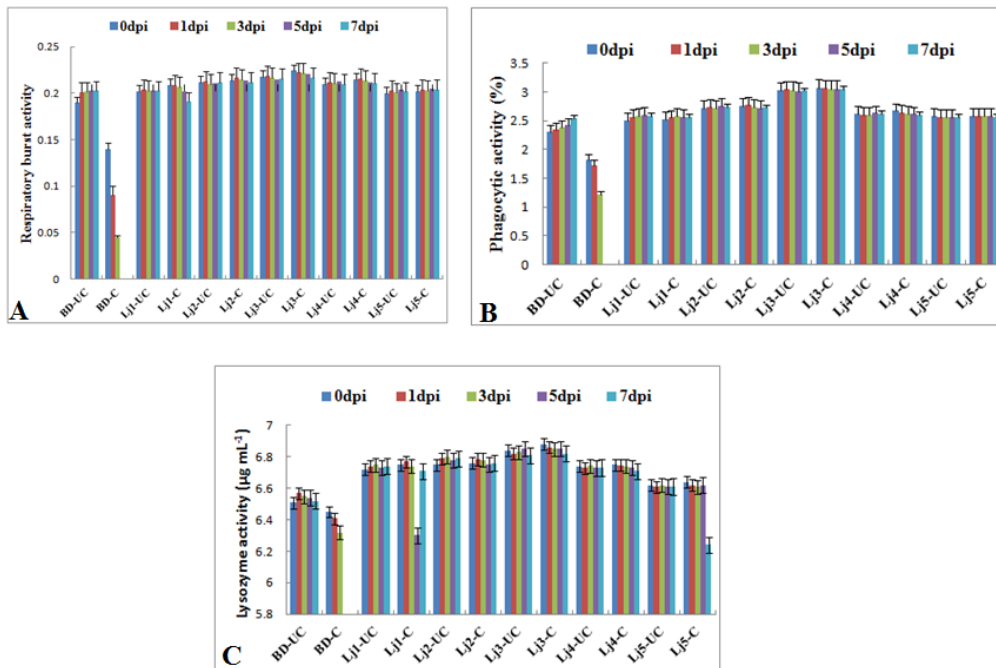 0dpi 1dpi 3dpi 5dpi 7dpi
Respiratory burst activity
0.25
0.2
0.15
0.1
0.05
0
BD-UC BD-C Lj1-UC Lj1-C Lj2-UC Lj2-C Lj3-UC Lj3-C Lj4-UC Lj4-C Lj5-UC Lj5-C
A
0dpi 1dpi 3dpi 5dpi 7dpi
Phagocytic activity (%)
3.5
3
2.5
2
1.5
1
0.5
0
BD-UC BD-C Lj1-UC Lj1-C Lj2-UC Lj2-C Lj3-UC Lj3-C Lj4-UC Lj4-C Lj5-UC Lj5-C
B
0dpi 1dpi 3dpi 5dpi 7dpi
Lysozyme activity (µg mL⁻¹)
7
6.8
6.6
6.4
6.2
6
5.8
BD-UC BD-C Lj1-UC Lj1-C Lj2-UC Lj2-C Lj3-UC Lj3-C Lj4-UC Lj4-C Lj5-UC Lj5-C
C